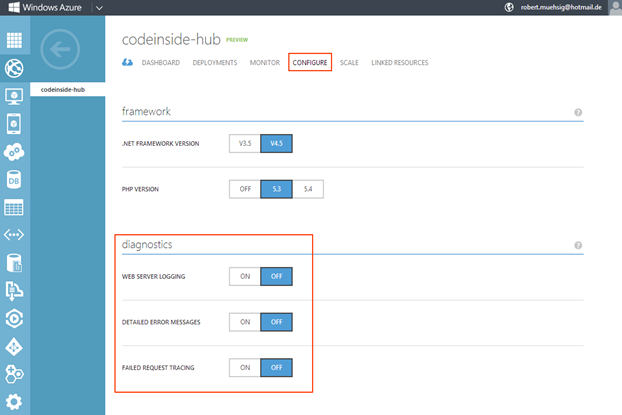 Windows Azure
robert.muehsig@hotmail.de
codeinside-hub PREVIEW
DASHBOARD DEPLOYMENTS MONITOR CONFIGURE SCALE LINKED RESOURCES
codeinside-hub
framework ?
.NET FRAMEWORK VERSION V3.5 V4.5
PHP VERSION OFF 5.3 5.4
DB
diagnostics ?
WEB SERVER LOGGING ON OFF
DETAILED ERROR MESSAGES ON OFF
FAILED REQUEST TRACING ON OFF